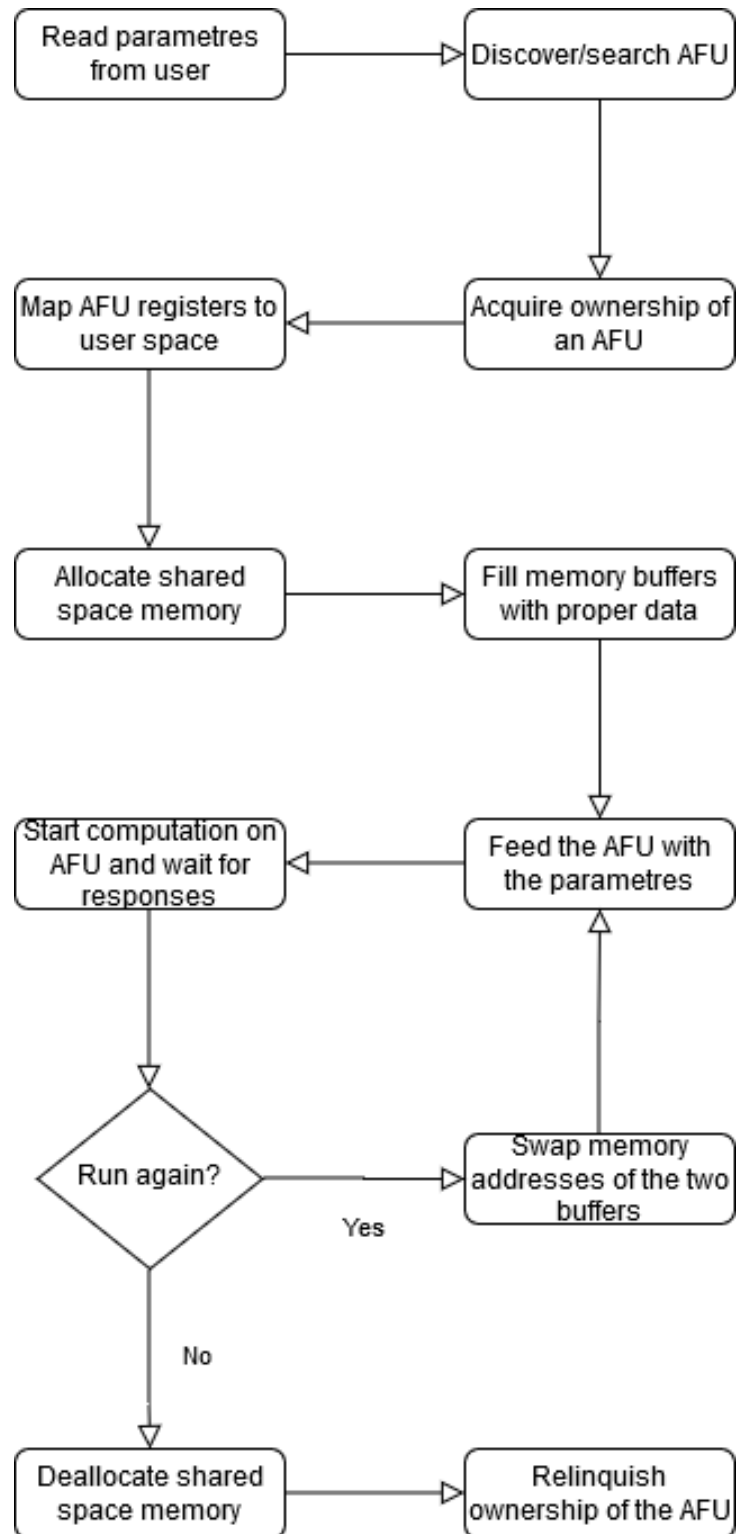 Read parametres
from user
Discover/search AFU
Map AFU registers to
user space
Acquire ownership of
an AFU
Allocate shared
space memory
Fill memory buffers
with proper data
Start computation on
AFU and wait for
responses
Feed the AFU with
the parametres
Run again?
Yes
Swap memory
addresses of the two
buffers
No
Deallocate shared
space memory
Relinquish
ownership of the AFU